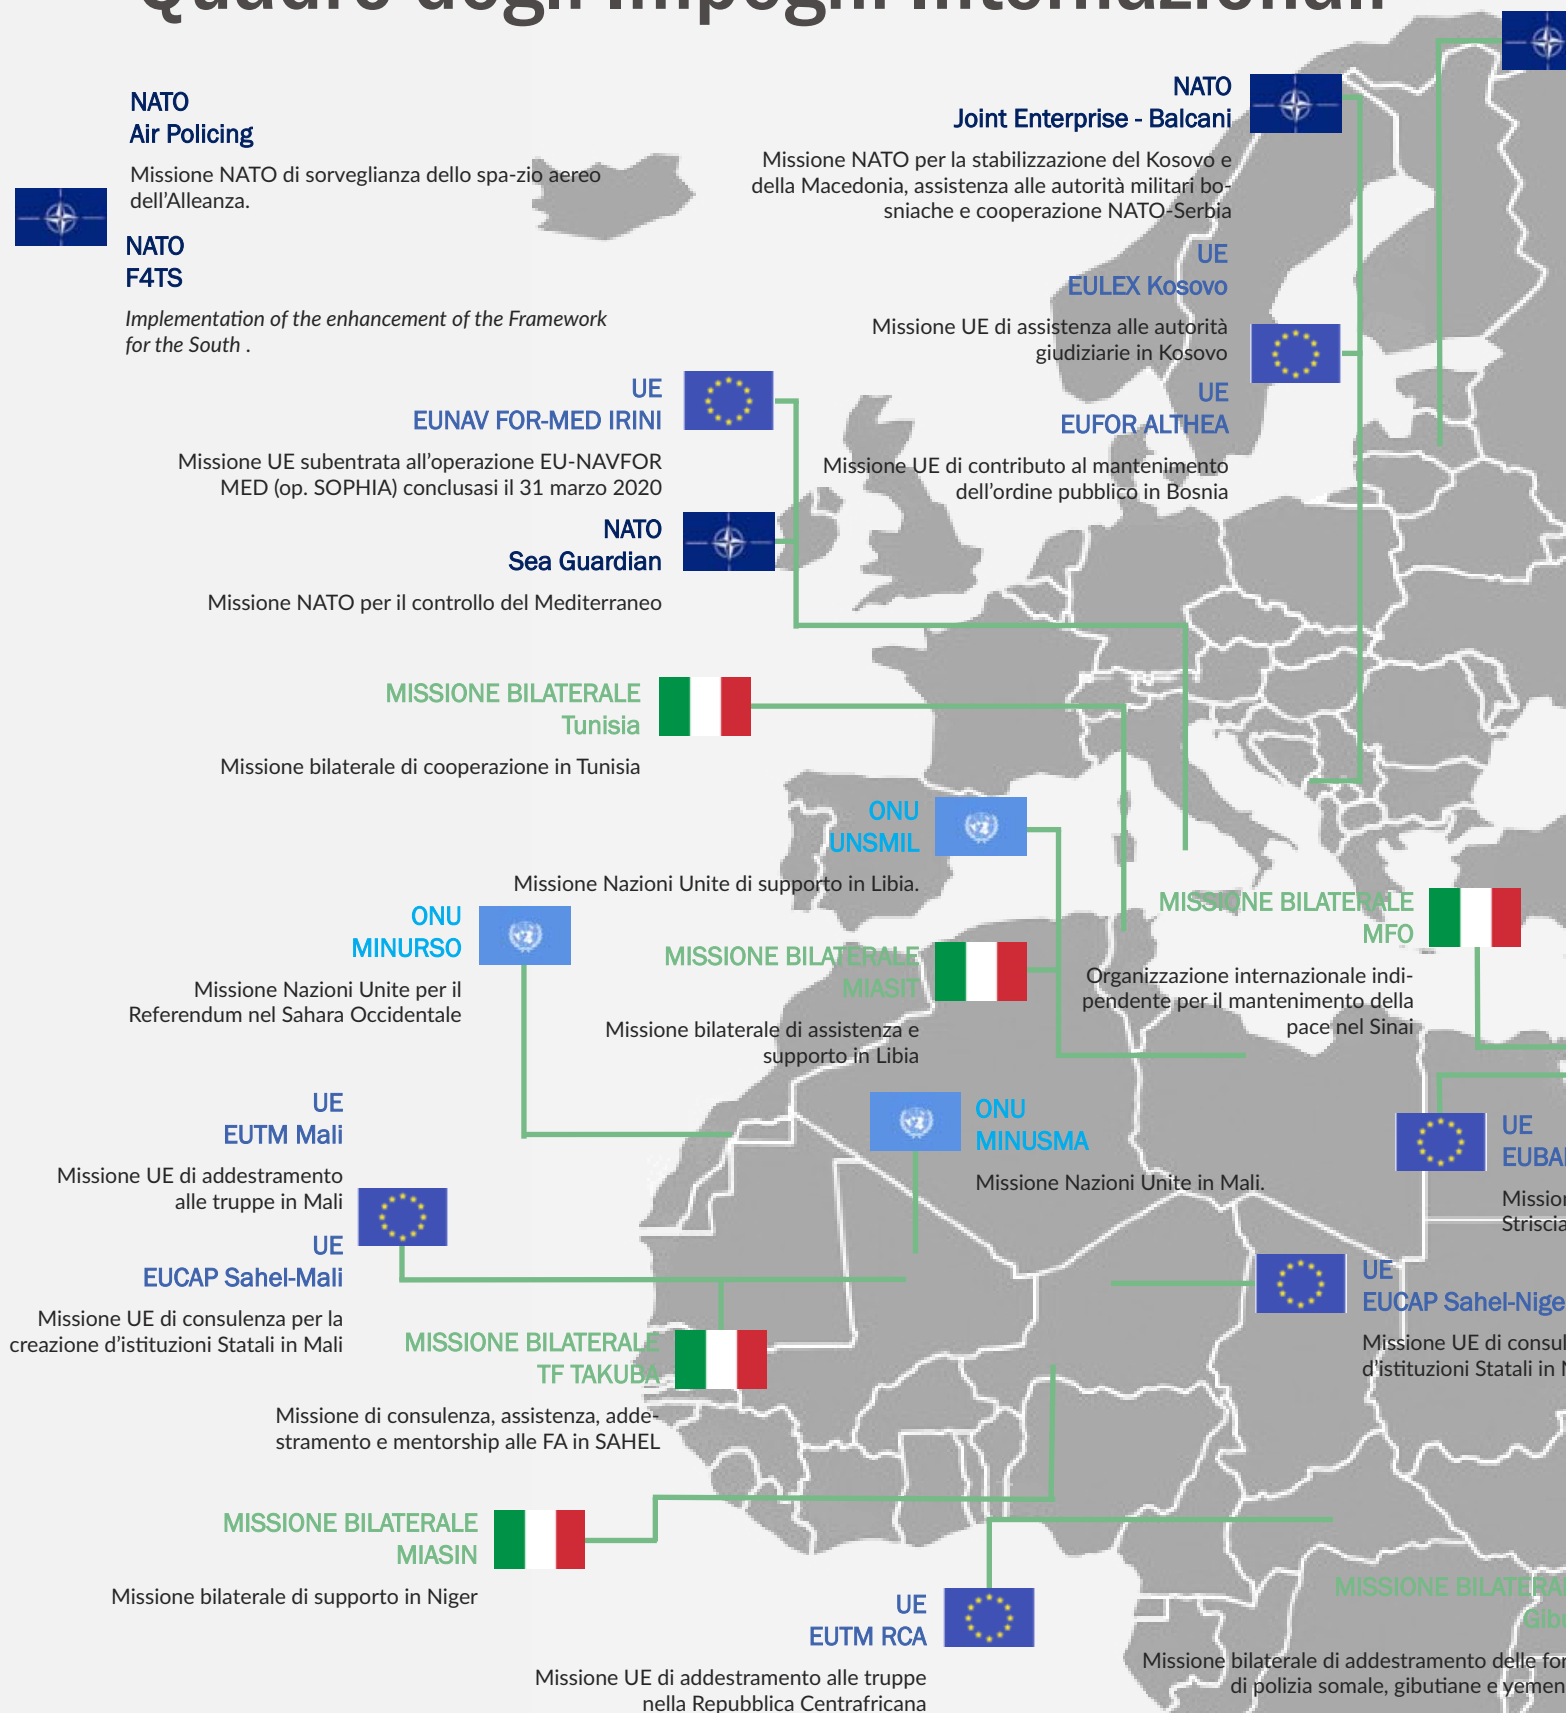 Quadro degli Impegni Internazionali
NATO
Air Policing
Missione NATO di sorveglianza dello spa-zio aereo
dell'Alleanza.
NATO
F4TS
Implementation of the enhancement of the Framework
for the South .
NATO
Joint Enterprise - Balcani
Missione NATO per la stabilizzazione del Kosovo e
della Macedonia, assistenza alle autorità militari bo-
sniache e cooperazione NATO-Serbia
UE
EULEX Kosovo
Missione UE di assistenza alle autorità
giudiziarie in Kosovo
UE
EUFOR ALTHEA
Missione UE di contributo al mantenimento
dell'ordine pubblico in Bosnia
UE
EUNAV FOR-MED IRINI
Missione UE subentrata all'operazione EU-NAVFOR
MED (op. SOPHIA) conclusasi il 31 marzo 2020
NATO
Sea Guardian
Missione NATO per il controllo del Mediterraneo
MISSIONE BILATERALE
Tunisia
Missione bilaterale di cooperazione in Tunisia
ONU
UNSMIL
Missione Nazioni Unite di supporto in Libia.
ONU
MINURSO
Missione Nazioni Unite per il
Referendum nel Sahara Occidentale
MISSIONE BILATERALE
MIASIT
Missione bilaterale di assistenza e
supporto in Libia
MISSIONE BILATERALE
MFO
Organizzazione internazionale indi-
pendente per il mantenimento della
pace nel Sinai
UE
EUTM Mali
Missione UE di addestramento
alle truppe in Mali
UE
EUCAP Sahel-Mali
Missione UE di consulenza per la
creazione d'istituzioni Statali in Mali
ONU
MINUSMA
Missione Nazioni Unite in Mali.
UE
EUBA
Mission
Striscia
UE
EUCAP Sahel-Nige
Missione UE di consul
d'istituzioni Statali in N
MISSIONE BILATERALE
TF TAKUBA
Missione di consulenza, assistenza, adde-
stramento e mentorship alle FA in SAHEL
MISSIONE BILATERALE
MIASIN
Missione bilaterale di supporto in Niger
UE
EUTM RCA
Missione UE di addestramento alle truppe
nella Repubblica Centrafricana
MISSIONE BILATERA
Gibu
Missione bilaterale di addestramento delle for
di polizia somale, gibutiane e yemen